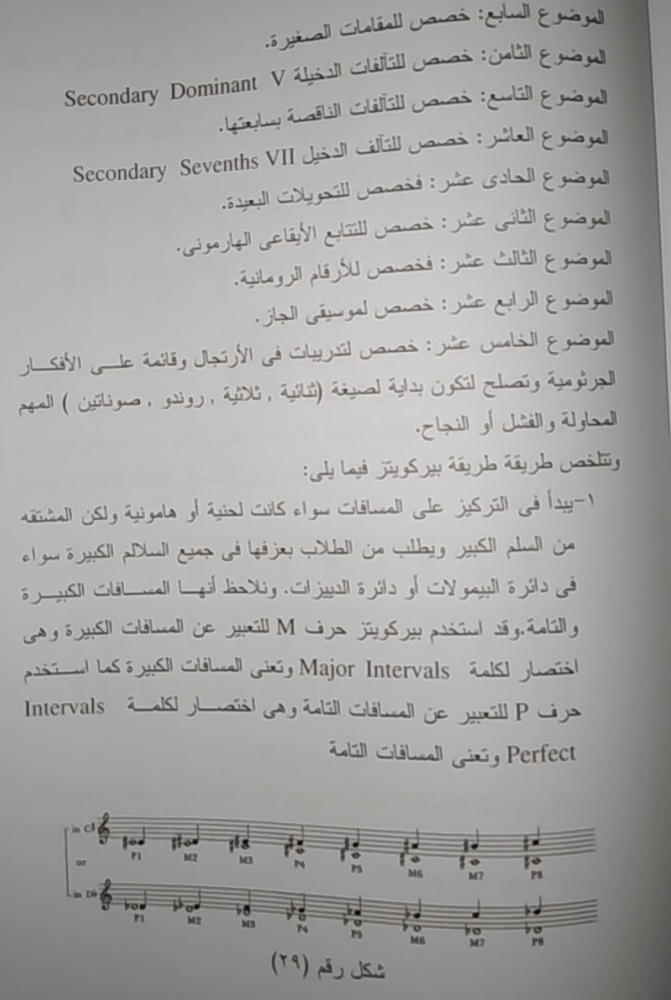 الموضوع السابع: خصص للمقامات الصغيرة.
الموضوع الثامن: خصص للتآلفات الدخيلة Secondary Dominant V
الموضوع التاسع: خصص للتآلفات الناقصة بسابعتها.
الموضوع العاشر: خصص للتآلف الدخيل Secondary Sevenths VII
الموضوع الحادى عشر: فخصص للتحويلات البعيدة.
الموضوع الثانى عشر: خصص للتتابع الأيقاعى الهارمونى.
الموضوع الثالث عشر: فخصص للأرقام الرومانية.
الموضوع الرابع عشر: خصص لموسيقى الجاز.
الموضوع الخامس عشر: خصص لتدريبات فى الأرتجال وقائمة على الأفكار
الجرثومية وتصلح لتكون بداية لصيغة (ثنائية , ثلاثية , روندو , صوناتين ) المهم
المحاولة والفشل أو النجاح.
وتتلخص طريقة طريقة بيركويتز فيما يلى:
١-يبدأ فى التركيز على المسافات سواء كانت لحنية أو هامونية ولكن المشتقه
من السلم الكبير ويطلب من الطلاب بعزفها فى جميع السلالم الكبيرة سواء
فى دائرة البيمولات أو دائرة الدييزات. ونلاحظ أنها المسافات الكبيرة
والتامة.وقد استخدم بيركويتز حرف M للتعبير عن المسافات الكبيرة وهى
اختصار لكلمة Major Intervals وتعنى المسافات الكبيرة كما استخدم
حرف P للتعبير عن المسافات التامة وهى اختصار لكلمة Intervals
Perfect وتعنى المسافات التامة
in C♯
P1 M2 M3 P4 P5 M6 M7 P8
or
in D♭
P1 M2 M3 P4 P5 M6 M7 P8
شكل رقم (٢٩)